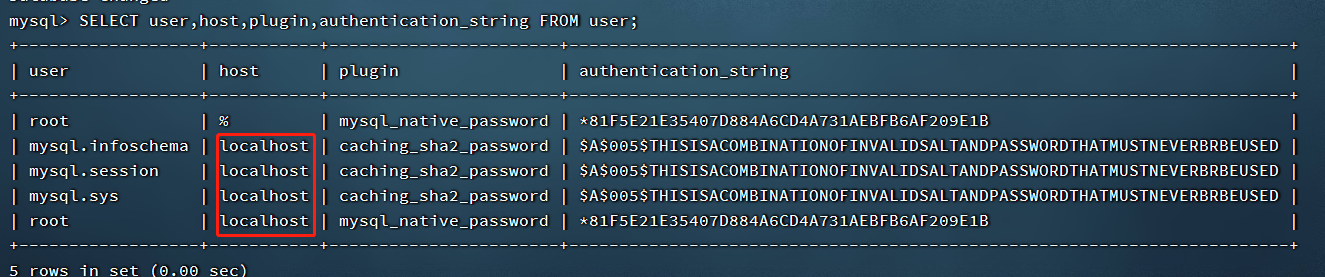 mysql> SELECT user,host,plugin,authentication_string FROM user;
+------------------+-----------+-----------------------+------------------------------------------------------------------------+
| user | host | plugin | authentication_string |
+------------------+-----------+-----------------------+------------------------------------------------------------------------+
| root | % | mysql_native_password | *81F5E21E35407D884A6CD4A731AEBFB6AF209E1B |
| mysql.infoschema | localhost | caching_sha2_password | $A$005$THISISACOMBINATIONOFINVALIDSALTANDPASSWORDTHATMUSTNEVERBRBEUSED |
| mysql.session | localhost | caching_sha2_password | $A$005$THISISACOMBINATIONOFINVALIDSALTANDPASSWORDTHATMUSTNEVERBRBEUSED |
| mysql.sys | localhost | caching_sha2_password | $A$005$THISISACOMBINATIONOFINVALIDSALTANDPASSWORDTHATMUSTNEVERBRBEUSED |
| root | localhost | mysql_native_password | *81F5E21E35407D884A6CD4A731AEBFB6AF209E1B |
+------------------+-----------+-----------------------+------------------------------------------------------------------------+
5 rows in set (0.00 sec)